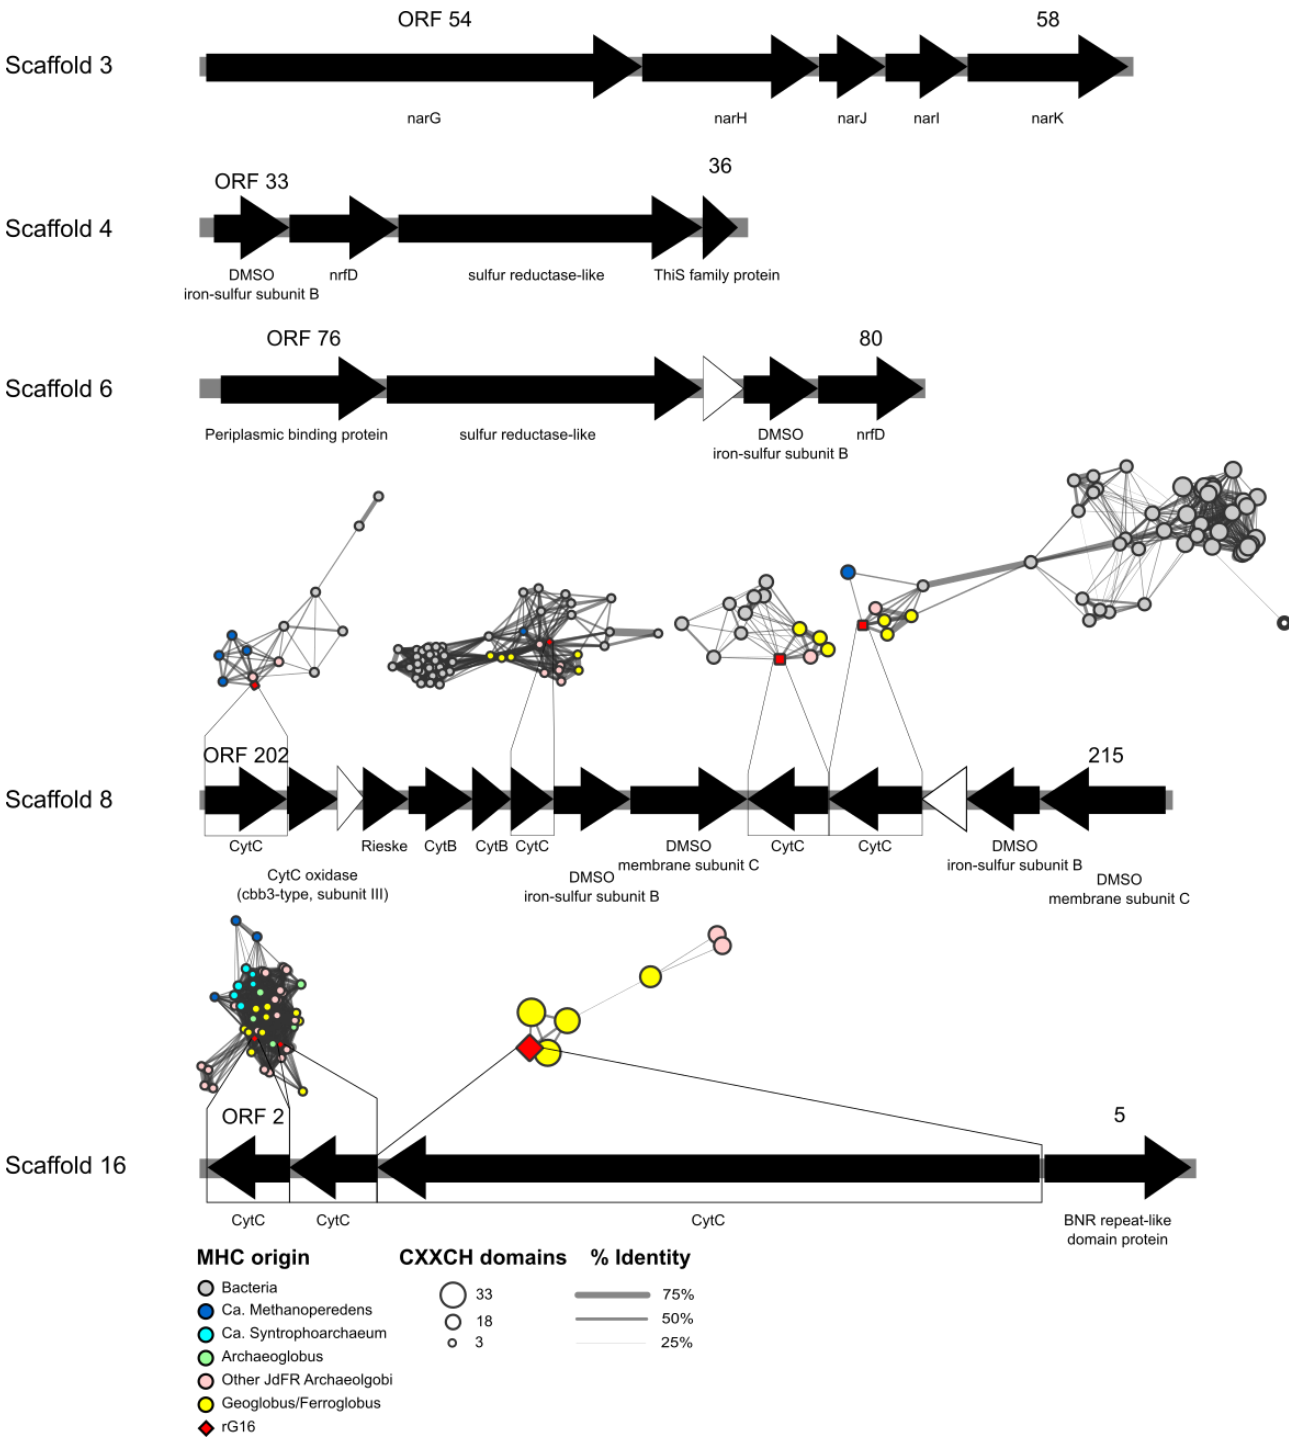 ORF 54
58
Scaffold 3
narG
narH
narJ
narI
narK
36
ORF 33
Scaffold 4
DMSO
iron-sulfur subunit B
nrfD
sulfur reductase-like
ThiS family protein
ORF 76
80
Scaffold 6
Periplasmic binding protein
sulfur reductase-like
DMSO
iron-sulfur subunit B
nrfD
ORF 202
215
Scaffold 8
CytC
CytC oxidase
(cbb3-type, subunit III)
Rieske
CytB
CytB
CytC
DMSO
iron-sulfur subunit B
DMSO
membrane subunit C
CytC
CytC
DMSO
iron-sulfur subunit B
DMSO
membrane subunit C
ORF 2
5
Scaffold 16
CytC
CytC
CytC
BNR repeat-like
domain protein
MHC origin
Bacteria
Ca. Methanoperedens
Ca. Syntrophoarchaeum
Archaeoglobus
Other JdFR Archaeolgobi
Geoglobus/Ferroglobus
rG16
CXXCH domains
33
18
3
% Identity
75%
50%
25%